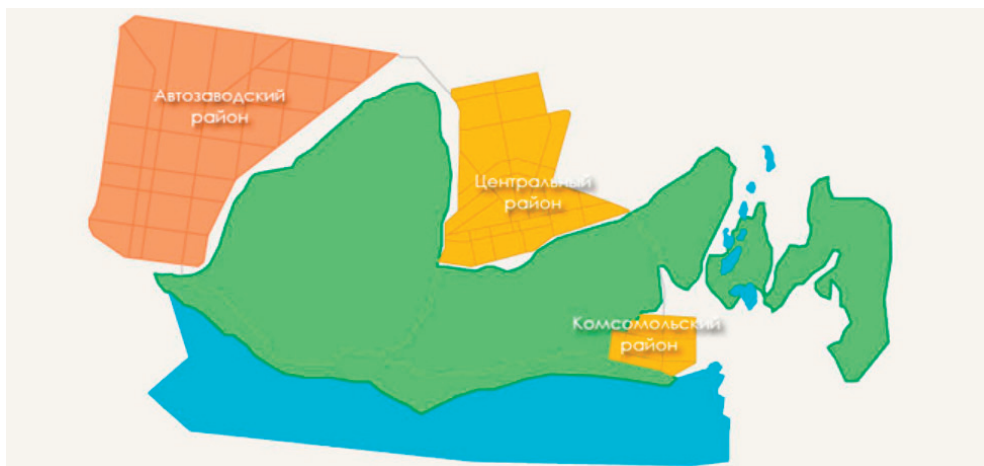 Автозаводский
район
Центральный
район
Комсомольский
район